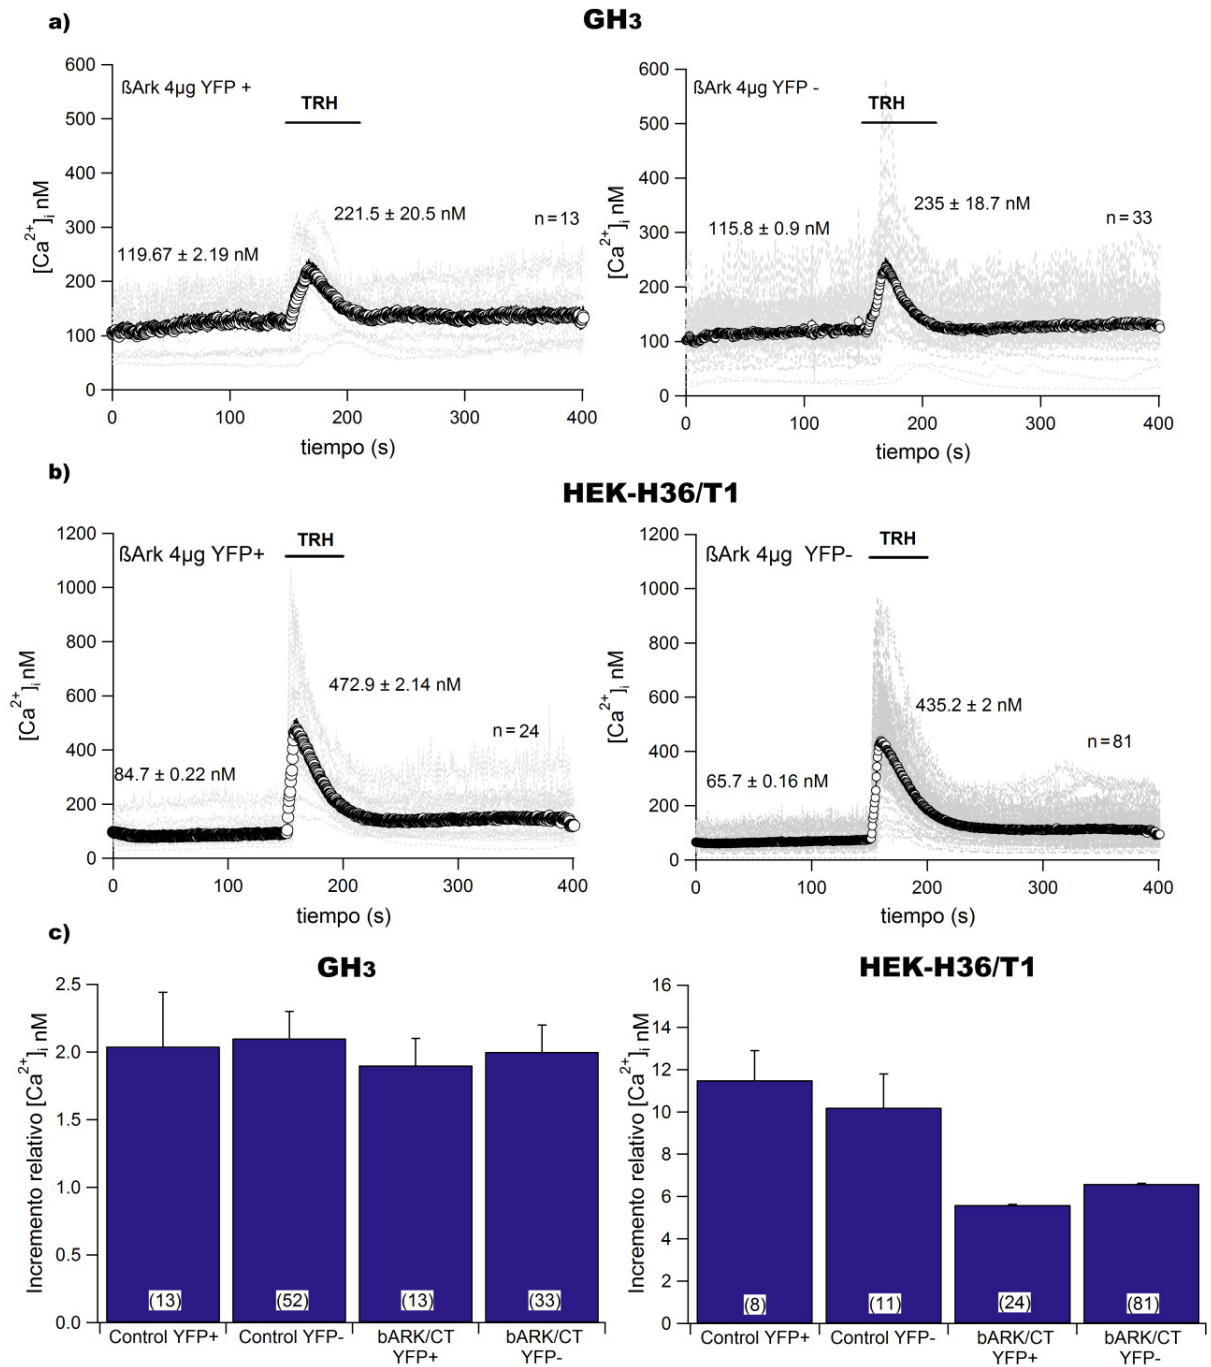 a)
GH3
600
500
400
300
200
100
0
[Ca2+]i nM
ßArk 4µg YFP +
TRH
221.5 ± 20.5 nM
n=13
119.67 ± 2.19 nM
0 100 200 300 400
tiempo (s)
600
500
400
300
200
100
0
[Ca2+]i nM
ßArk 4µg YFP -
TRH
235 ± 18.7 nM
n=33
115.8 ± 0.9 nM
0 100 200 300 400
tiempo (s)
b)
HEK-H36/T1
1200
1000
800
600
400
200
0
[Ca2+]i nM
ßArk 4µg YFP+
TRH
472.9 ± 2.14 nM
n=24
84.7 ± 0.22 nM
0 100 200 300 400
tiempo (s)
1200
1000
800
600
400
200
0
[Ca2+]i nM
ßArk 4µg YFP-
TRH
435.2 ± 2 nM
n=81
65.7 ± 0.16 nM
0 100 200 300 400
tiempo (s)
c)
GH3
2.5
2.0
1.5
1.0
0.5
0.0
Incremento relativo [Ca2+]i nM
(13) (52) (13) (33)
Control YFP+ Control YFP- bARK/CT bARK/CT
YFP+ YFP-
HEK-H36/T1
16
14
12
10
8
6
4
2
0
Incremento relativo [Ca2+]i nM
(8) (11) (24) (81)
Control YFP+ Control YFP- bARK/CT bARK/CT
YFP+ YFP-